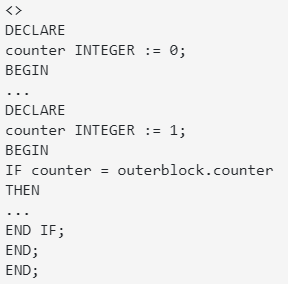 <>
DECLARE
counter INTEGER := 0;
BEGIN
...
DECLARE
counter INTEGER := 1;
BEGIN
IF counter = outerblock.counter
THEN
...
END IF;
END;
END;